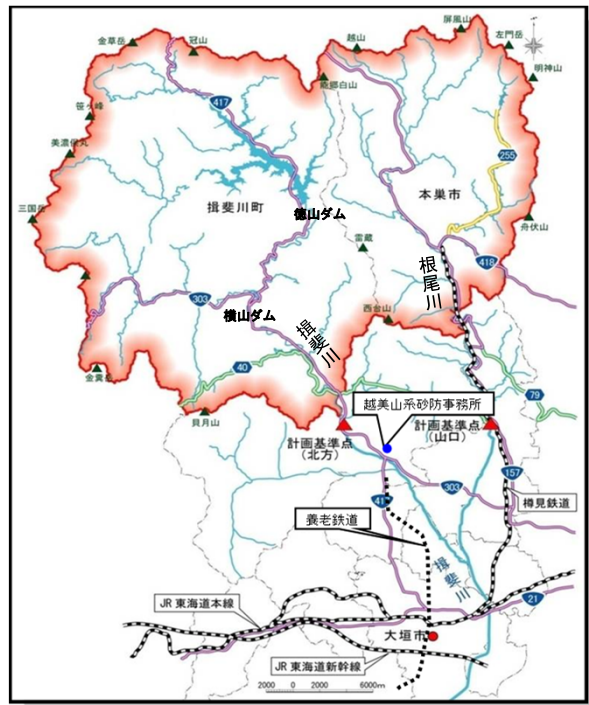 屏風山
金草岳
冠山
越山
左門岳
能郷白山
明神山
417
笹ヶ峰
255
美濃俣丸
揖斐川町
本巣市
徳山ダム
三国岳
舟伏山
雷蔵
根尾川
418
303
横山ダム
西台山
揖斐川
40
金糞岳
79
越美山系砂防事務所
貝月山
計画基準点
(北方)
計画基準点
(山口)
157
303
樽見鉄道
養老鉄道
揖斐川
21
JR東海道本線
大垣市
JR東海道新幹線
2000 0 2000 6000m